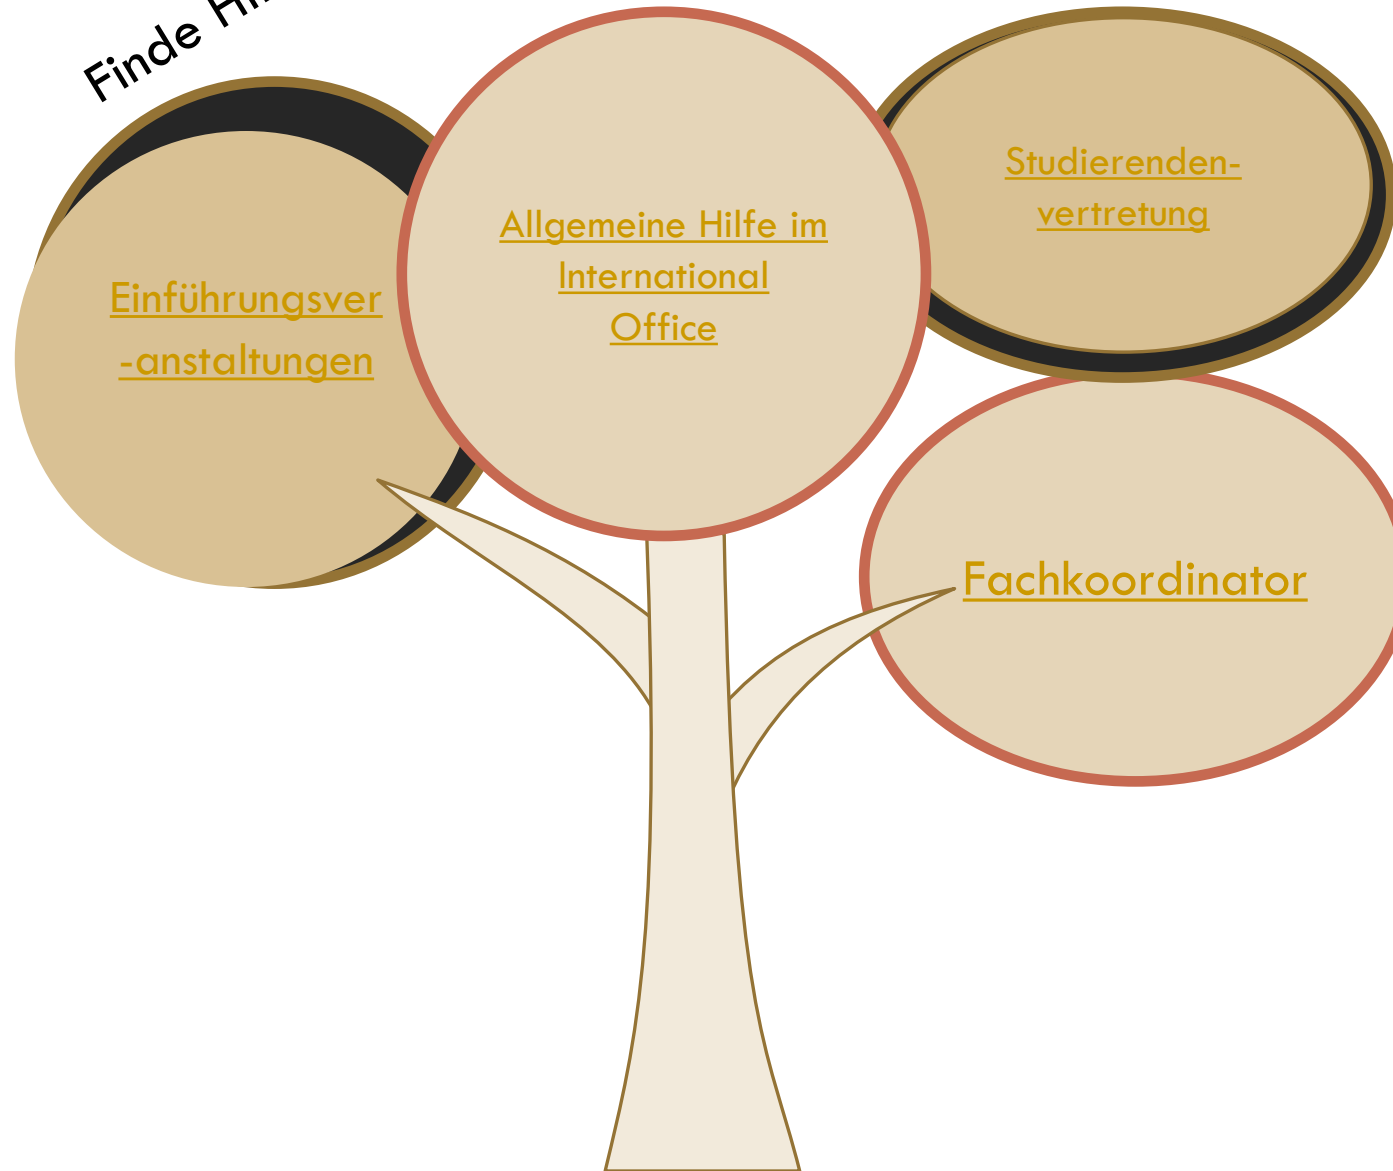 Finde
Einführungsver
-anstaltungen
Allgemeine Hilfe im
International
Office
Studierenden-
vertretung
Fachkoordinator